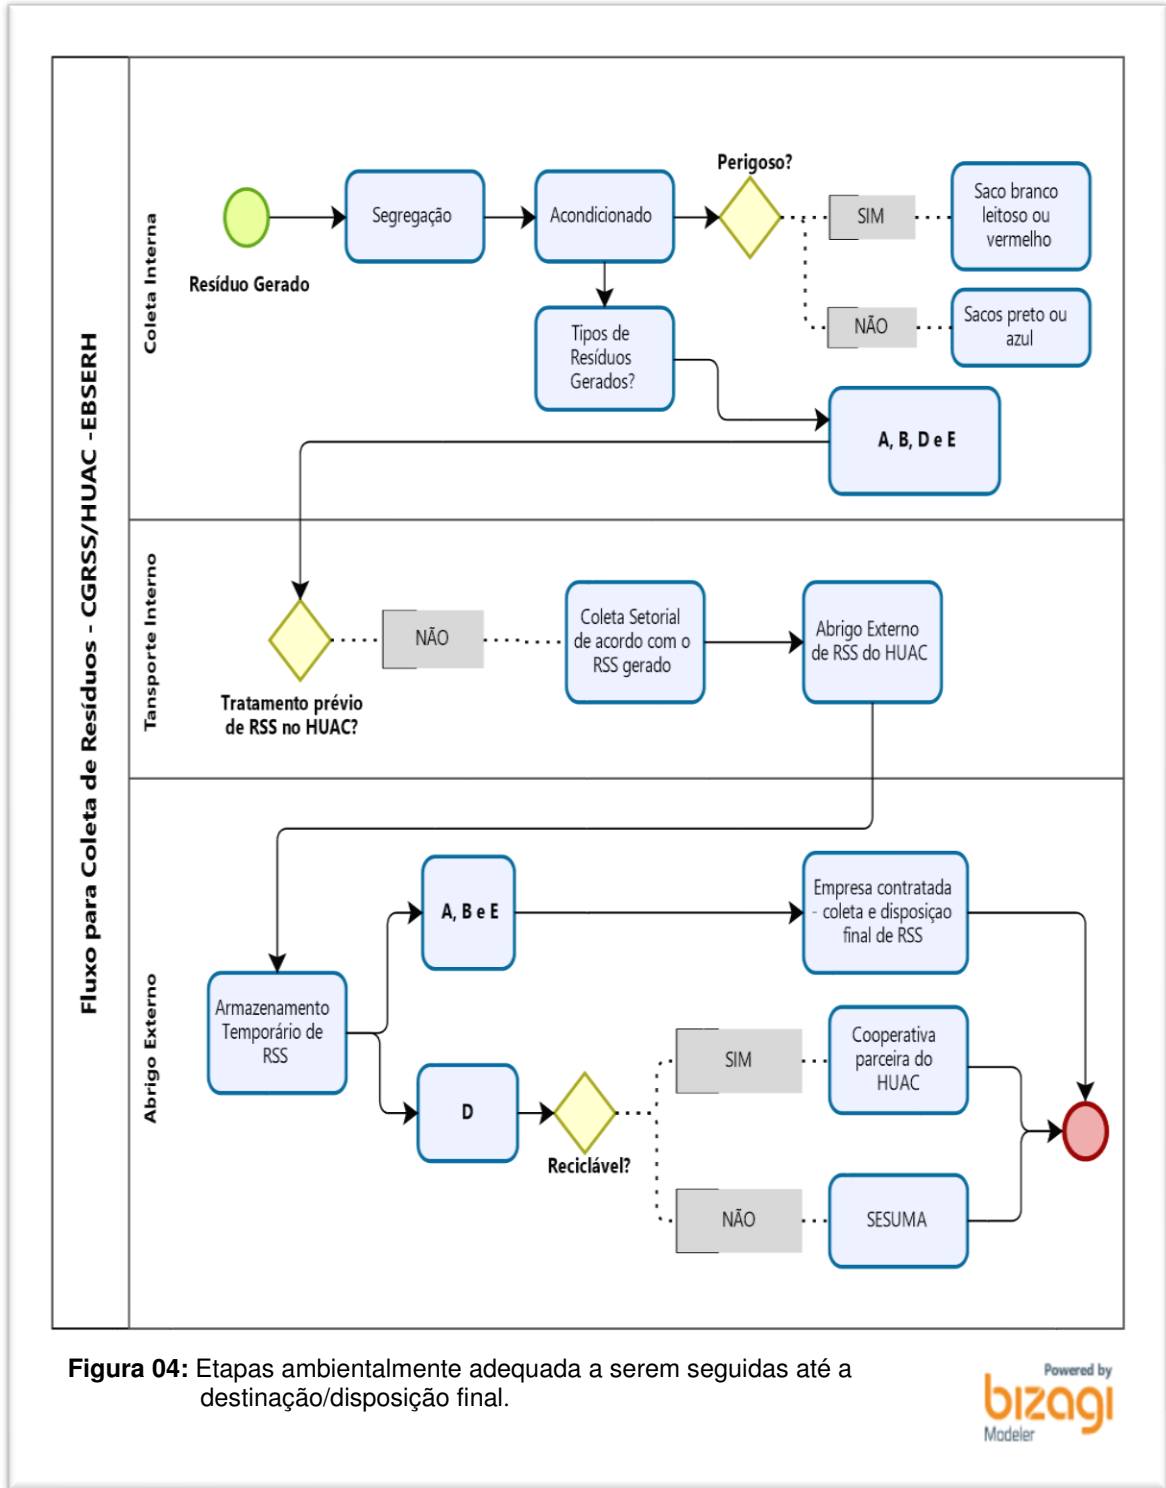 Fluxo para Coleta de Resíduos - CGRSS/HUAC -EBSERH
Coleta Interna
Resíduo Gerado
Segregação
Acondicionado
Perigoso?
SIM
Saco branco
leitoso ou
vermelho
NÃO
Sacos preto ou
azul
Tipos de
Resíduos
Gerados?
A, B, D e E
Tansporte Interno
Tratamento prévio
de RSS no HUAC?
NÃO
Coleta Setorial
de acordo com o
RSS gerado
Abrigo Externo
de RSS do HUAC
Abrigo Externo
Armazenamento
Temporário de
RSS
A, B e E
Empresa contratada
- coleta e disposiçao
final de RSS
D
Reciclável?
SIM
Cooperativa
parceira do
HUAC
NÃO
SESUMA
Figura 04: Etapas ambientalmente adequada a serem seguidas até a
destinação/disposição final.
Powered by
bizagi
Modeler